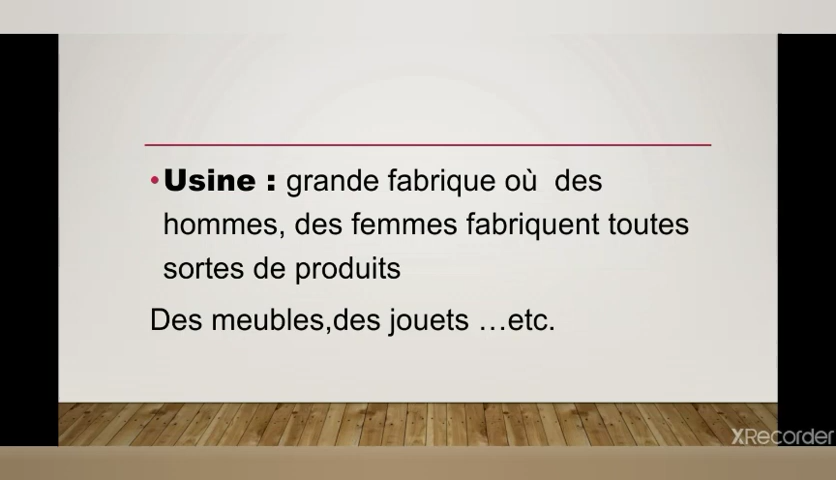 •Usine : grande fabrique où  des
hommes, des femmes fabriquent toutes
sortes de produits
Des meubles,des jouets …etc.
XRecorder